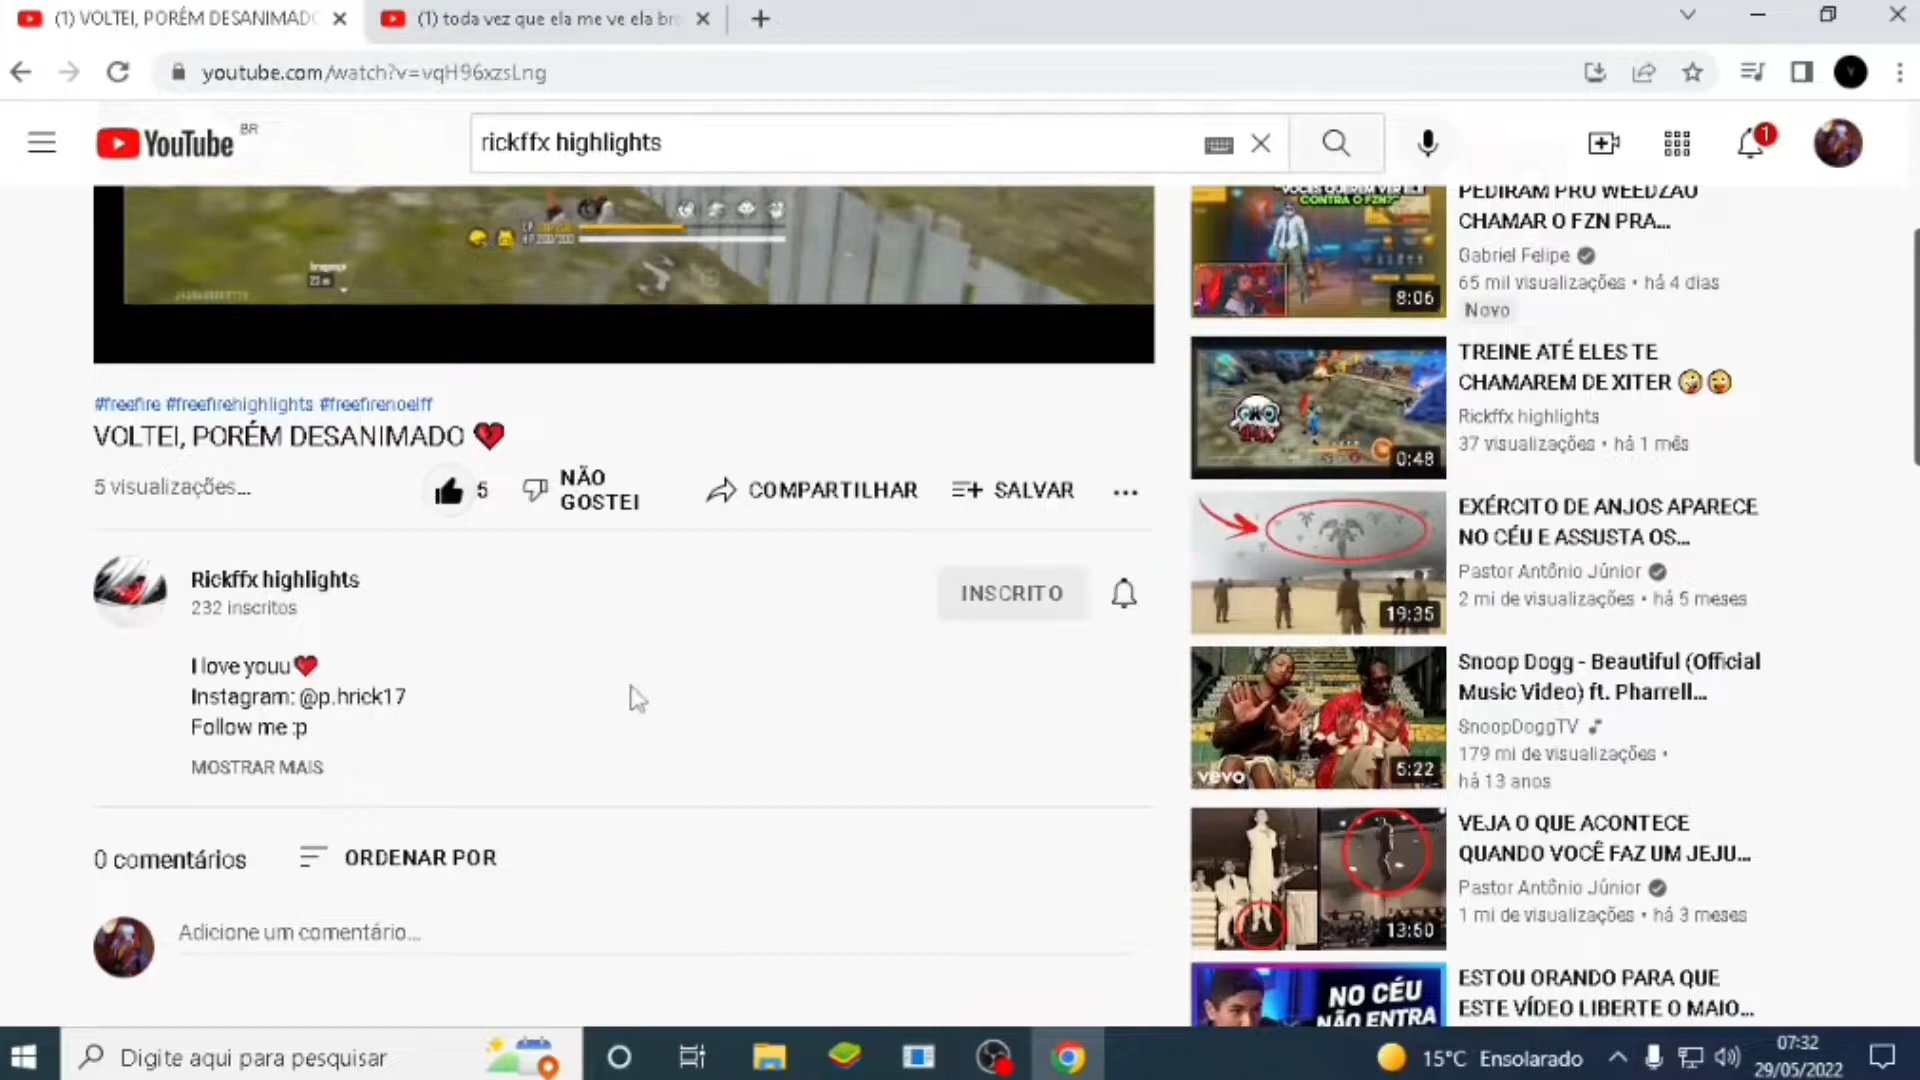 (1) VOLTEI, PORÉM DESANIMADO
(1) toda vez que ela me ve ela br
youtube.com/watch?v=vqH96xzsLng
YouTube BR
rickffx highlights
1
#freefire #freefirehighlights #freefirenoelff
VOLTEI, PORÉM DESANIMADO
5 visualizações...
5
NÃO
GOSTEI
COMPARTILHAR
SALVAR
Rickffx highlights
232 inscritos
INSCRITO
I love youu
Instagram: @p.hrick17
Follow me :p
MOSTRAR MAIS
0 comentários
ORDENAR POR
Adicione um comentário...
CONTRA O FZN?
8:06
PEDIRAM PRO WEEDZAO
CHAMAR O FZN PRA...
Gabriel Felipe
65 mil visualizações • há 4 dias
Novo
0:48
TREINE ATÉ ELES TE
CHAMAREM DE XITER
Rickffx highlights
37 visualizações • há 1 mês
19:35
EXÉRCITO DE ANJOS APARECE
NO CÉU E ASSUSTA OS...
Pastor Antônio Júnior
2 mi de visualizações • há 5 meses
vevo
5:22
Snoop Dogg - Beautiful (Official
Music Video) ft. Pharrell...
SnoopDoggTV
179 mi de visualizações •
há 13 anos
13:50
VEJA O QUE ACONTECE
QUANDO VOCÊ FAZ UM JEJU...
Pastor Antônio Júnior
1 mi de visualizações • há 3 meses
NO CÉU
NÃO ENTRA
ESTOU ORANDO PARA QUE
ESTE VÍDEO LIBERTE O MAIO...
Digite aqui para pesquisar
15°C Ensolarado
07:32
29/05/2022